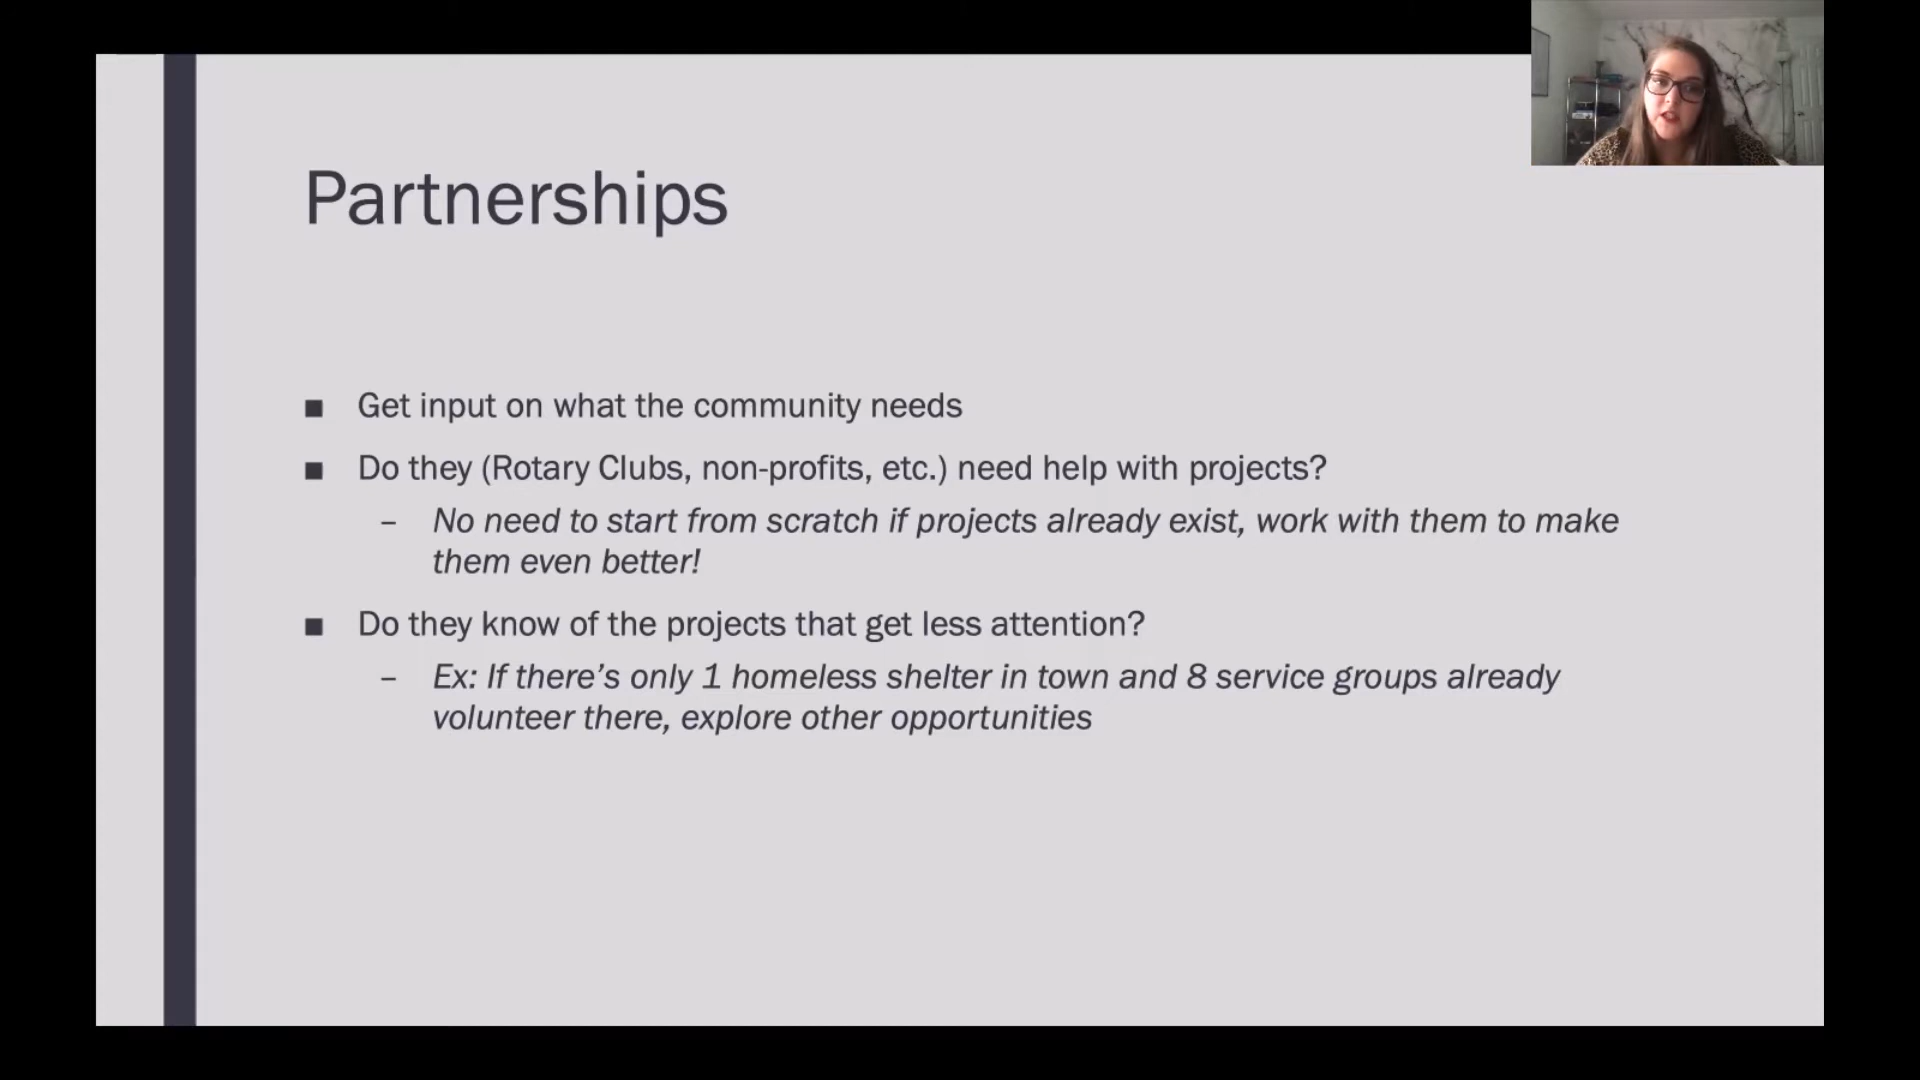 Partnerships
■ Get input on what the community needs
■ Do they (Rotary Clubs, non-profits, etc.) need help with projects?
– No need to start from scratch if projects already exist, work with them to make
them even better!
■ Do they know of the projects that get less attention?
– Ex: If there’s only 1 homeless shelter in town and 8 service groups already
volunteer there, explore other opportunities